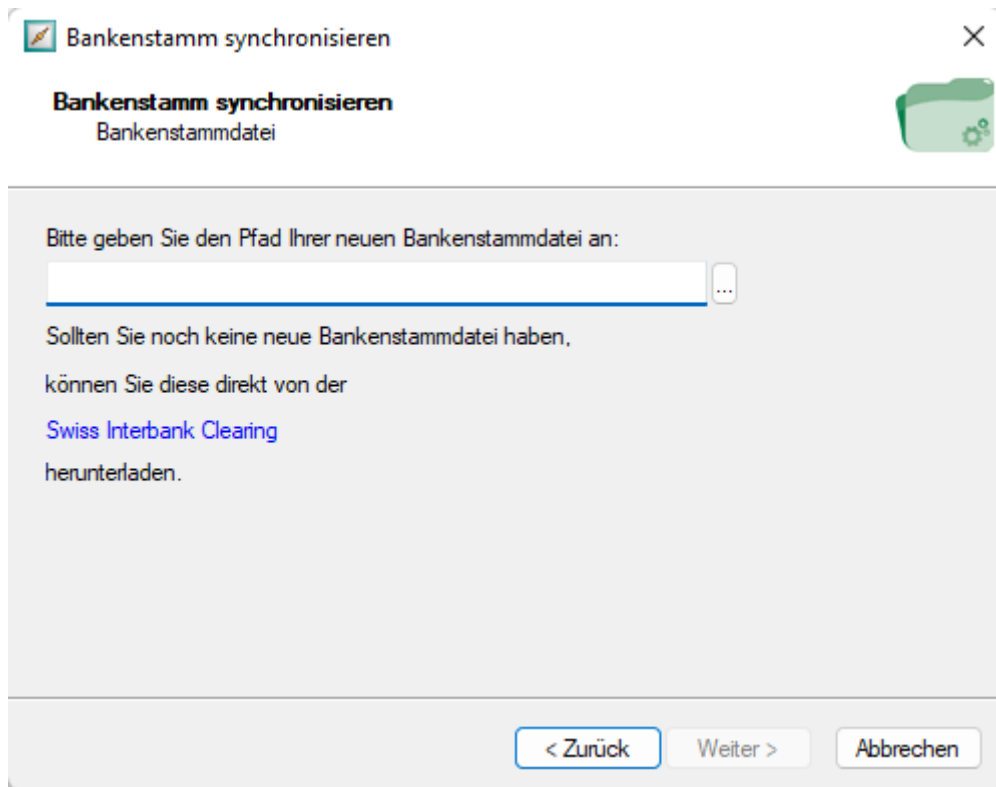 Bankenstamm synchronisieren
Bankenstamm synchronisieren
Bankenstammdatei
Bitte geben Sie den Pfad Ihrer neuen Bankenstammdatei an:
...
Sollten Sie noch keine neue Bankenstammdatei haben,
können Sie diese direkt von der
Swiss Interbank Clearing
herunterladen.
< Zurück Weiter > Abbrechen